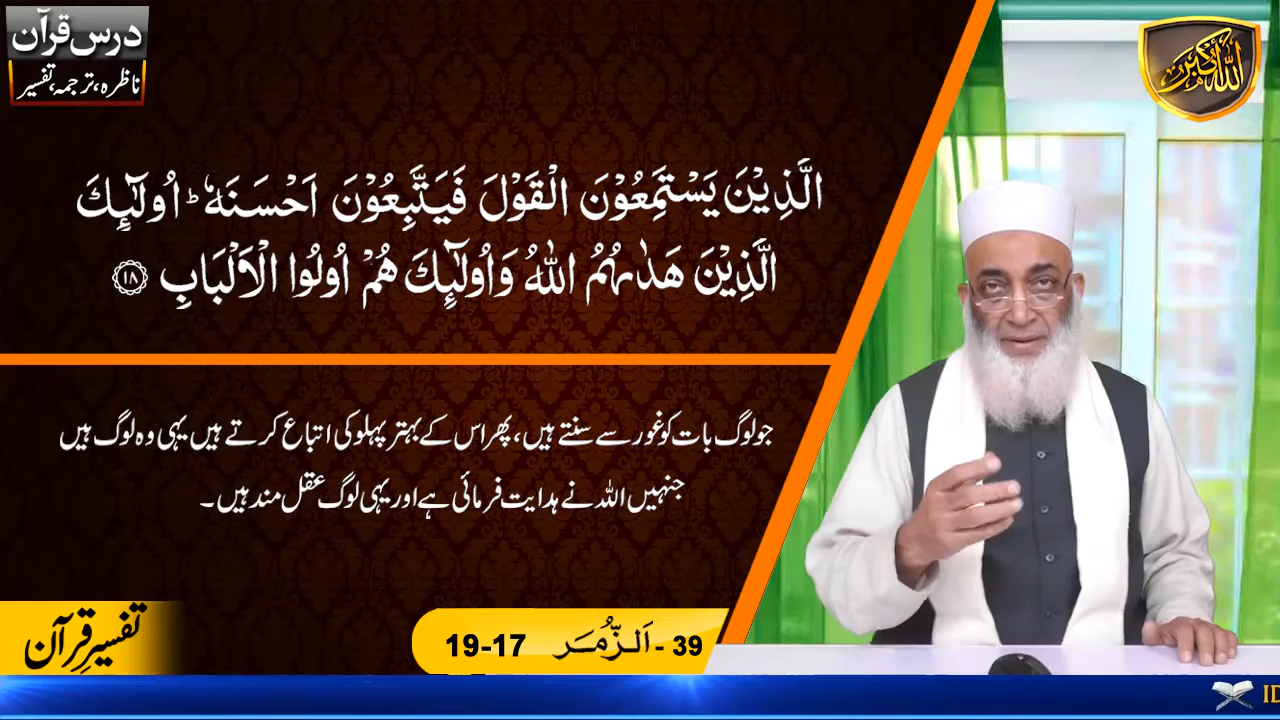 درس قرآن
ناظرہ، ترجمہ، تفسیر
اللہ اکبر
الَّذِیْنَ یَسْتَمِعُوْنَ الْقَوْلَ فَیَتَّبِعُوْنَ اَحْسَنَهٗ ؕ اُولٰٓىِٕكَ
الَّذِیْنَ هَدٰىهُمُ اللّٰهُ وَاُولٰٓىِٕكَ هُمْ اُولُوا الْاَلْبَابِ ۝۱۸
جو لوگ بات کو غور سے سنتے ہیں، پھر اس کے بہتر پہلو کی اتباع کرتے ہیں یہی وہ لوگ ہیں
جنہیں اللہ نے ہدایت فرمائی ہے اور یہی لوگ عقل مند ہیں۔
تفسیرِ قرآن
39 - اَلزُّمَر 17-19